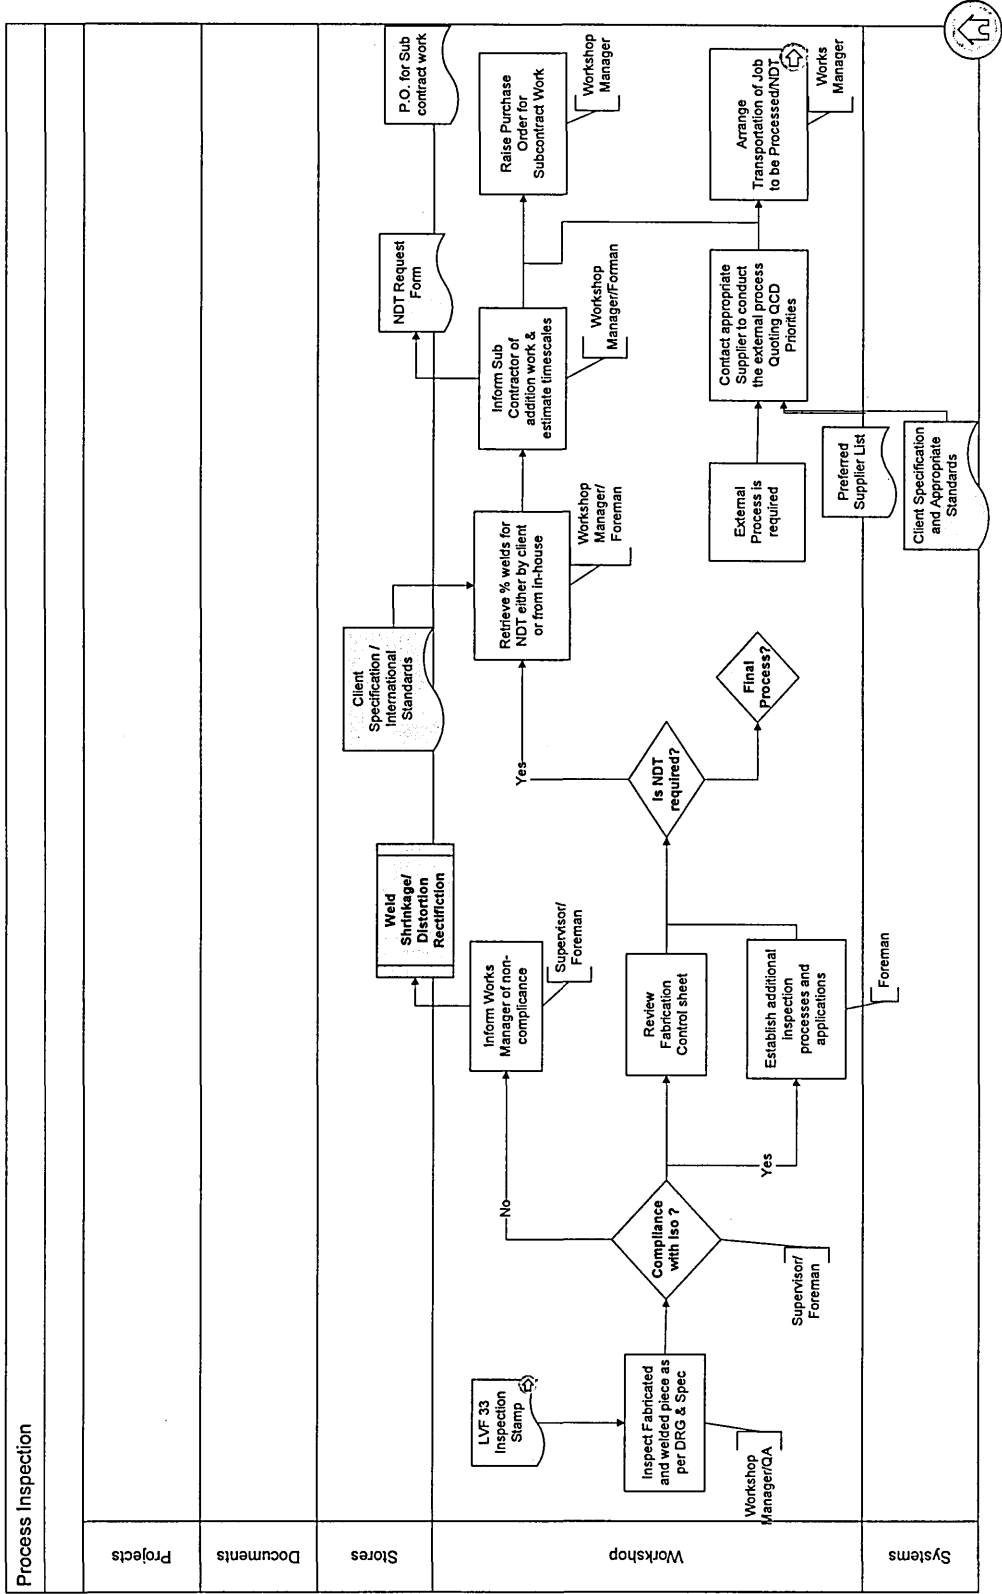 Process Inspection
Projects
Documents
Stores
Workshop
Systems
LVF 33
Inspection
Stamp
Inspect Fabricated
and welded piece as
per DRG & Spec
Workshop
Manager/QA
Compliance
with Iso ?
Supervisor/
Foreman
No
Yes
Inform Works
Manager of non-
complicance
Supervisor/
Foreman
Weld
Shrinkage/
Distortion
Rectifiction
Review
Fabrication
Control sheet
Establish additional
inspection
processes and
applications
Foreman
Is NDT
required?
Yes
Final
Process?
Client
Specification /
International
Standards
Retrieve % welds for
NDT either by client
or from in-house
Workshop
Manager/
Foreman
Inform Sub
Contractor of
addition work &
estimate timescales
Workshop
Manager/Forman
NDT Request
Form
P.O. for Sub
contract work
Raise Purchase
Order for
Subcontract Work
Workshop
Manager
External
Process is
required
Preferred
Supplier List
Client Specification
and Appropriate
Standards
Contact appropriate
Supplier to conduct
the external process
Quoting QCD
Priorities
Arrange
Transportation of Job
to be Processed/NDT
Works
Manager